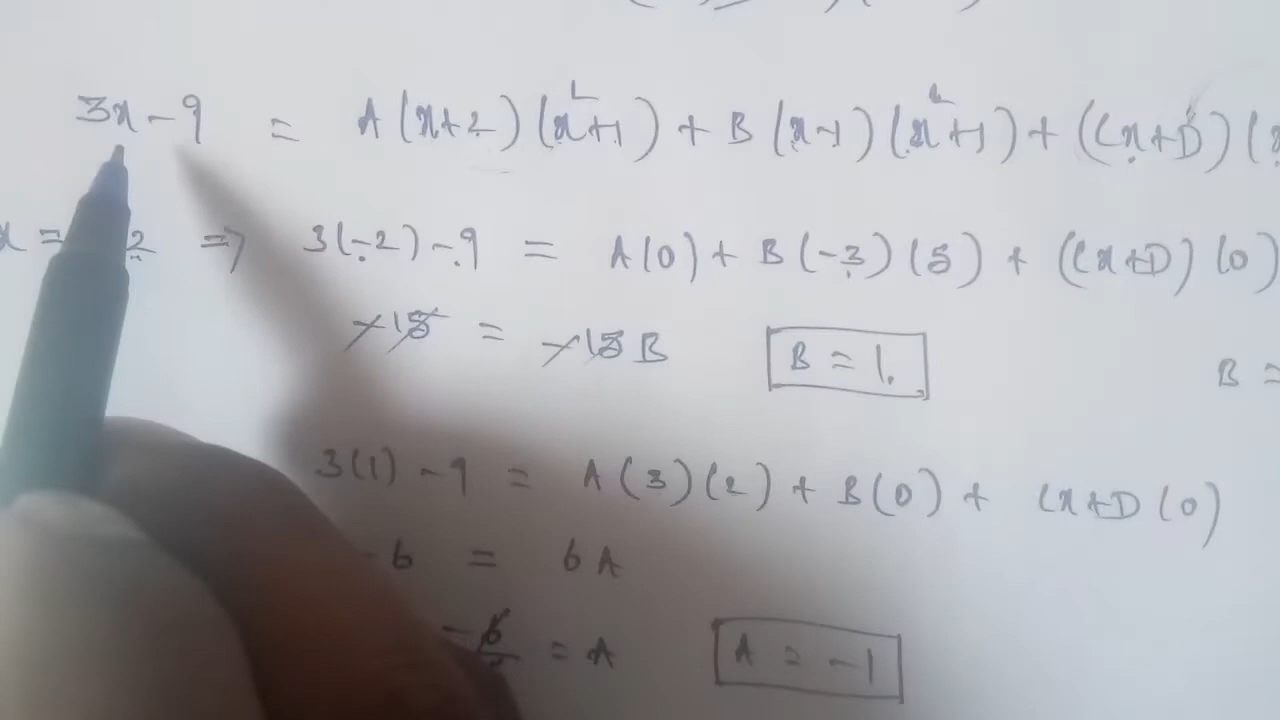 3x - 9 = A(x+2)(x²+1) + B(x-1)(x²+1) + (Cx+D)(
x = -2 => 3(-2) - 9 = A(0) + B(-3)(5) + (Cx+D)(0)
-15 = -15B B = 1. B =
3(1) - 9 = A(3)(2) + B(0) + Cx+D(0)
-6 = 6A
-6 = A A = -1